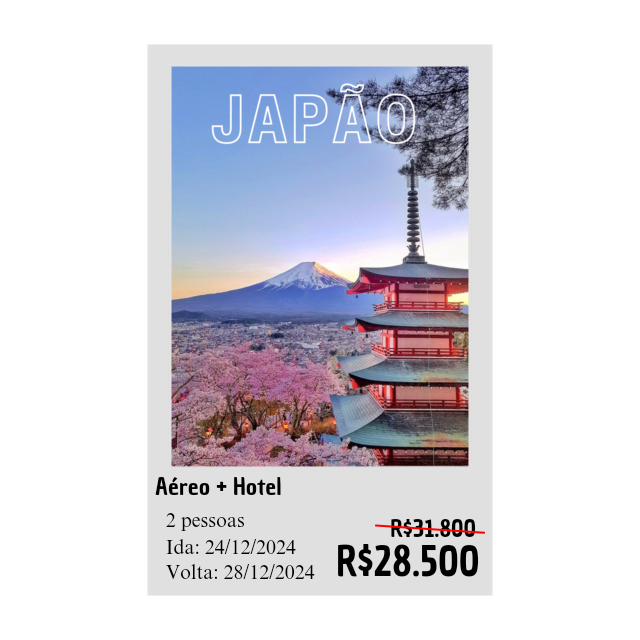 JAPÃO
Aéreo + Hotel
2 pessoas
Ida: 24/12/2024
Volta: 28/12/2024
R$31.800
R$28.500